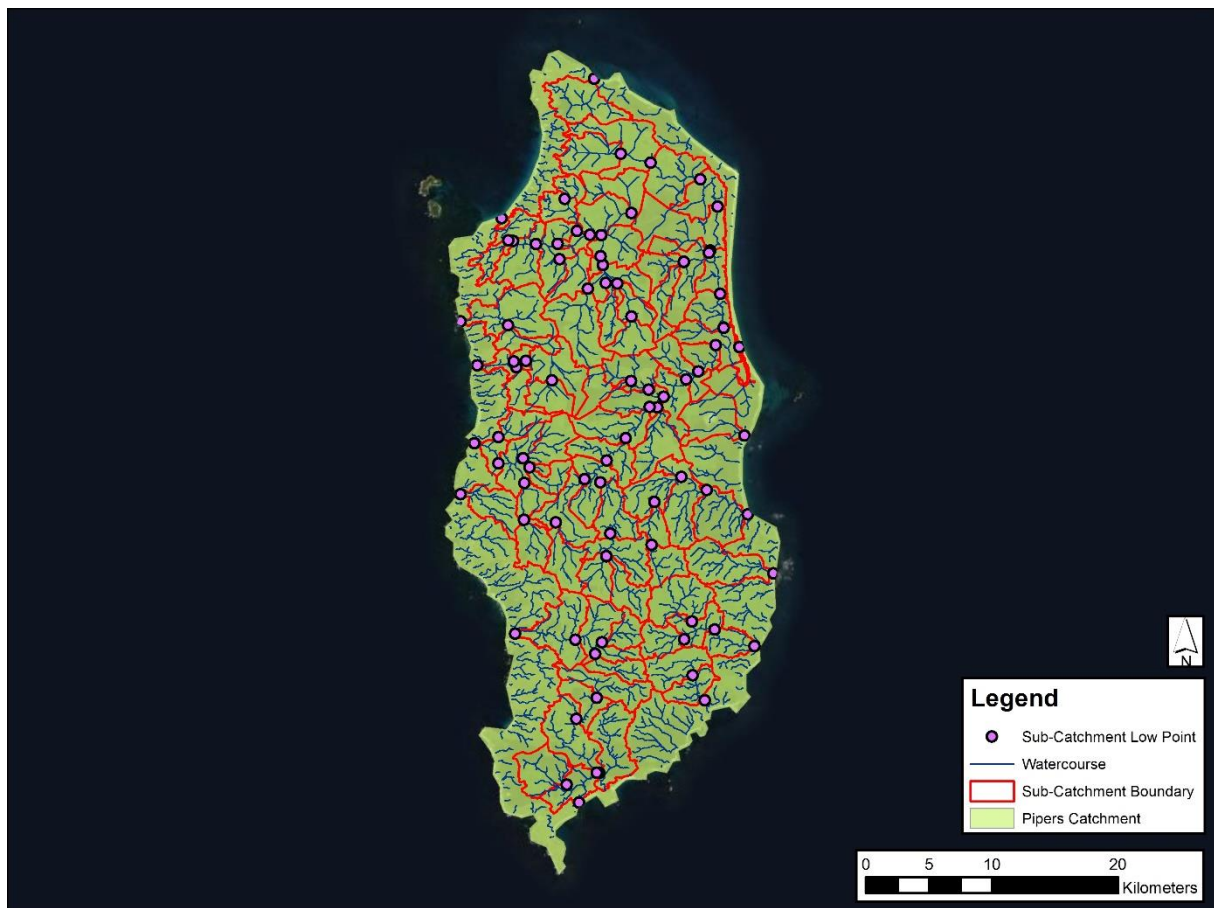 N
Legend
Sub-Catchment Low Point
Watercourse
Sub-Catchment Boundary
Pipers Catchment
0 5 10 20
Kilometers